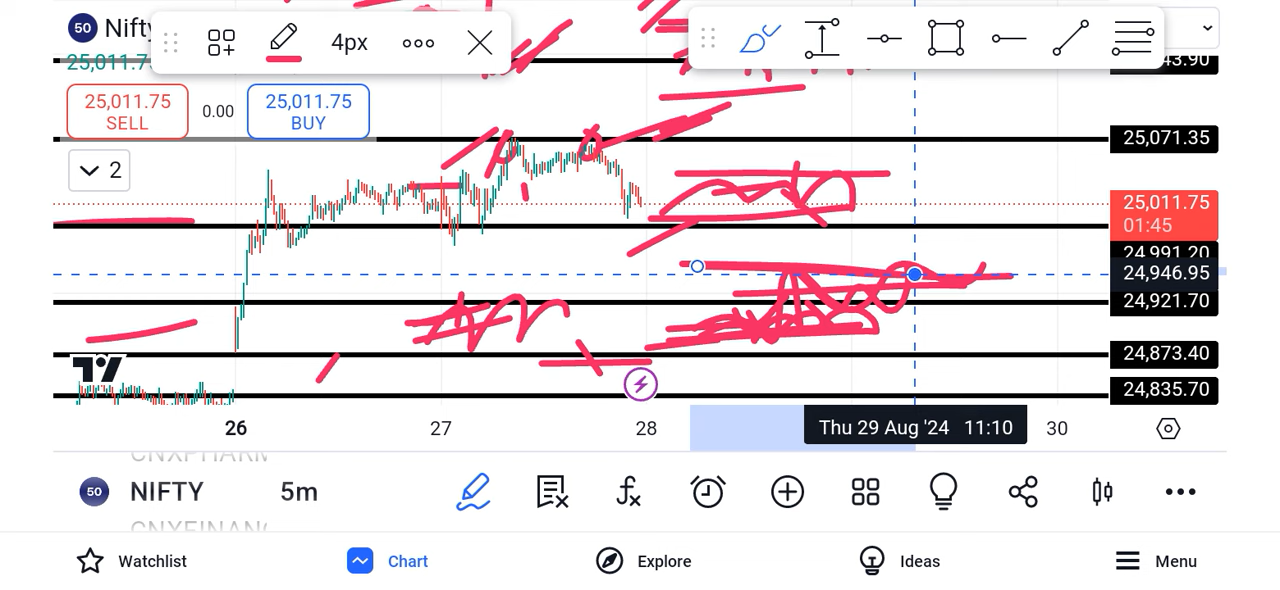 50 Nifty
4px
25,011.7
43.90
25,011.75
SELL
0.00
25,011.75
BUY
25,071.35
2
25,011.75
01:45
24,991.20
24,946.95
24,921.70
24,873.40
24,835.70
26
27
28
Thu 29 Aug '24 11:10
30
CNXPHARM
50 NIFTY
5m
CNXFINAN
Watchlist
Chart
Explore
Ideas
Menu